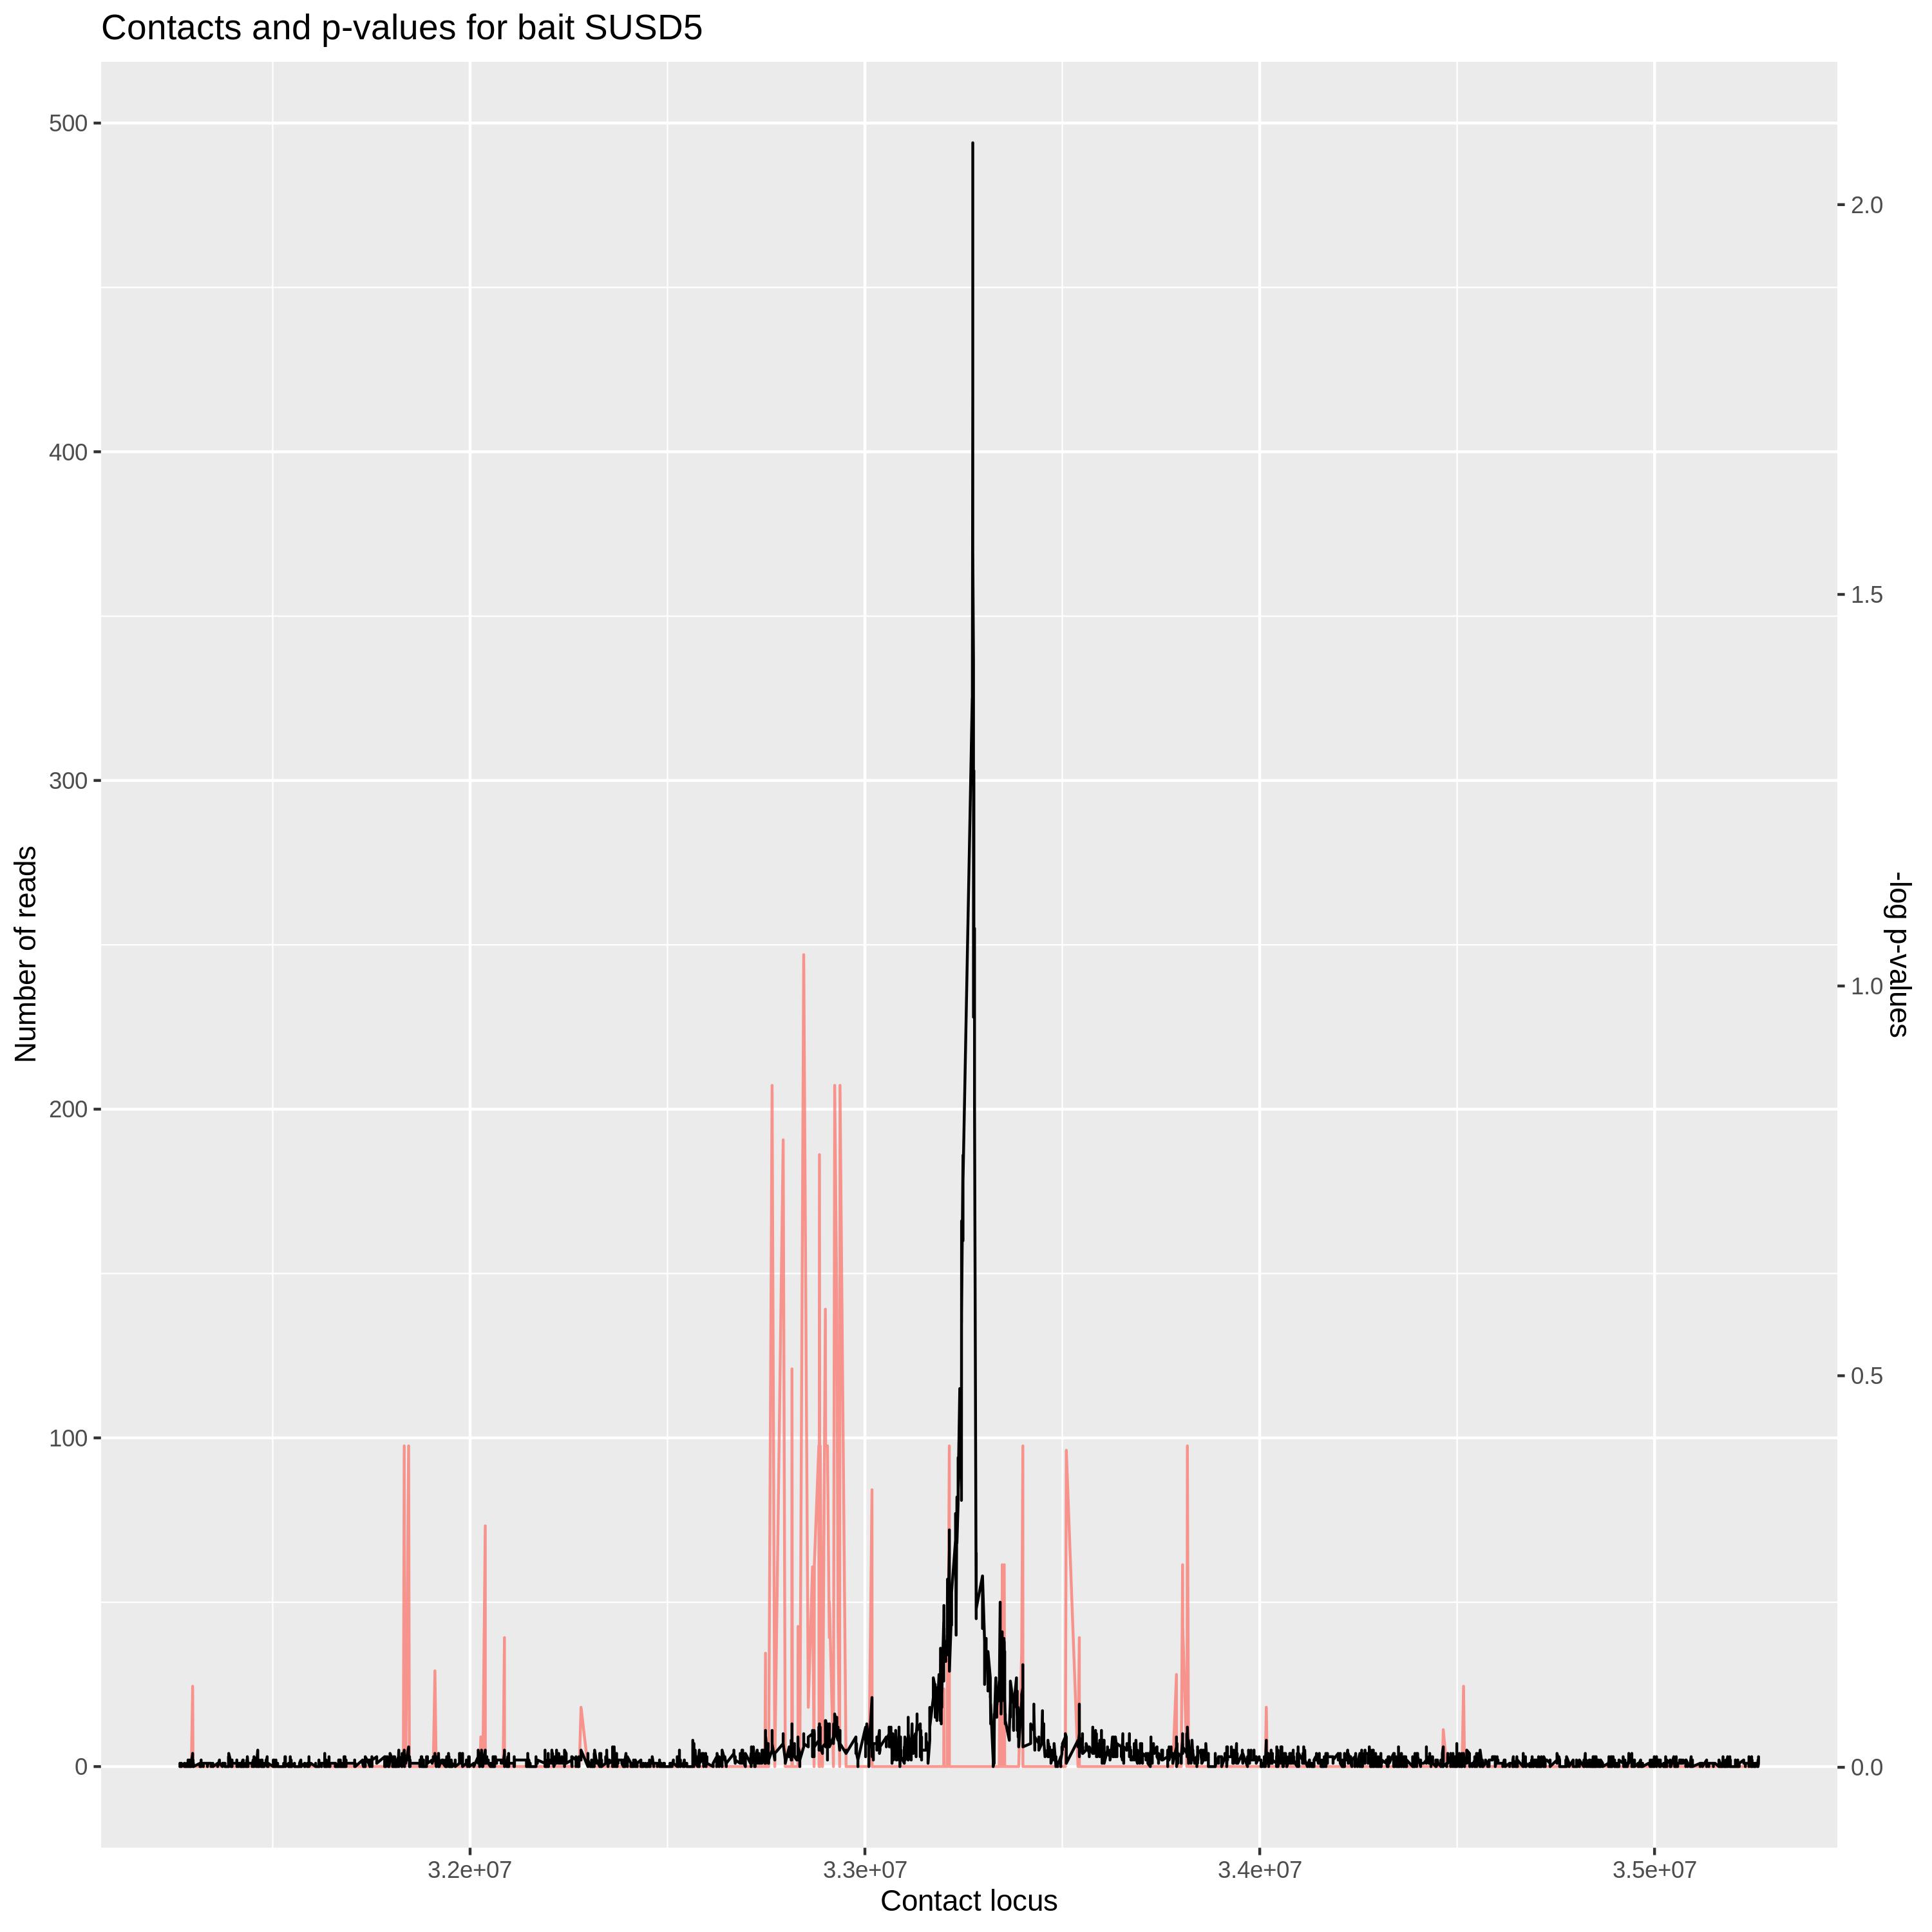 Contacts and p-values for bait SUSD5
500
400
300
200
100
0
Number of reads
2.0
1.5
1.0
0.5
0.0
-log p-values
3.2e+07
3.3e+07
3.4e+07
3.5e+07
Contact locus